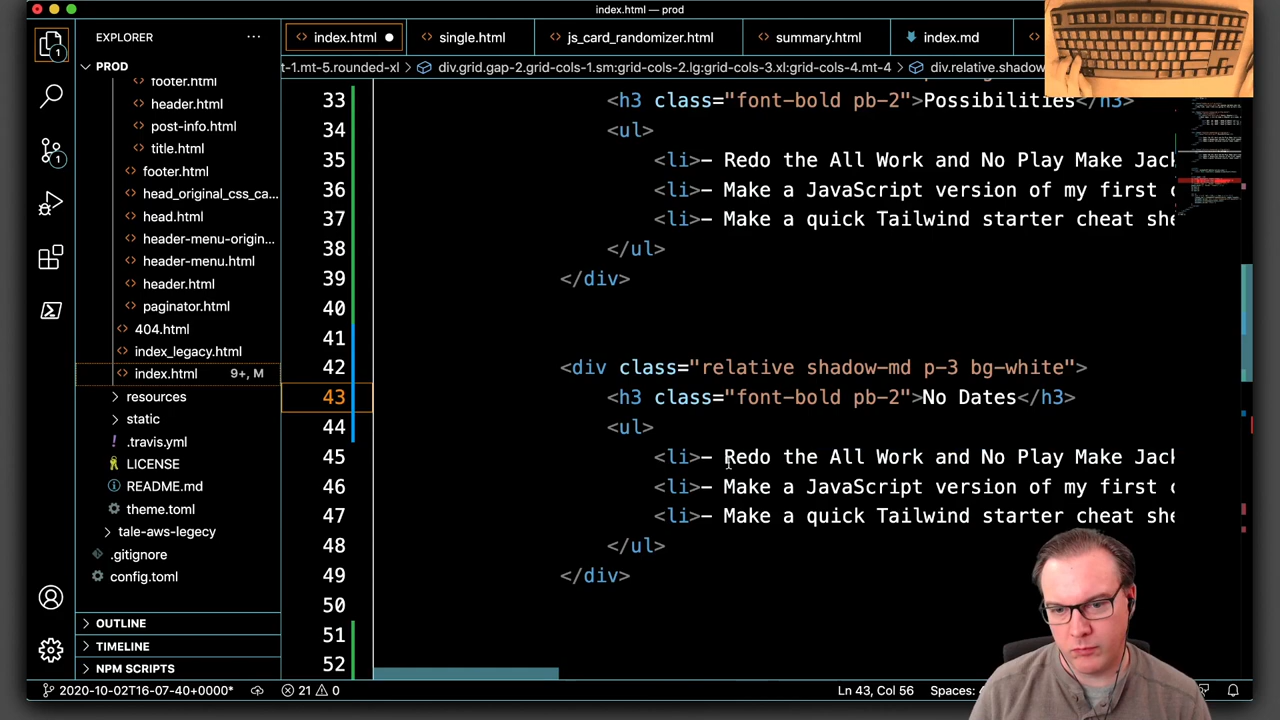 index.html — prod
EXPLORER
PROD
footer.html
header.html
post-info.html
title.html
footer.html
head_original_css_ca...
head.html
header-menu-origin...
header-menu.html
header.html
paginator.html
404.html
index_legacy.html
index.html 9+, M
resources
static
.travis.yml
LICENSE
README.md
theme.toml
tale-aws-legacy
.gitignore
config.toml
OUTLINE
TIMELINE
NPM SCRIPTS
index.html
single.html
js_card_randomizer.html
summary.html
index.md
t-1.mt-5.rounded-xl > div.grid.gap-2.grid-cols-1.sm:grid-cols-2.lg:grid-cols-3.xl:grid-cols-4.mt-4 > div.relative.shadow
33 <h3 class="font-bold pb-2">Possibilities</h3>
34 <ul>
35 <li>– Redo the All Work and No Play Make Jack
36 <li>– Make a JavaScript version of my first
37 <li>– Make a quick Tailwind starter cheat she
38 </ul>
39 </div>
40
41
42 <div class="relative shadow-md p-3 bg-white">
43 <h3 class="font-bold pb-2">No Dates</h3>
44 <ul>
45 <li>– Redo the All Work and No Play Make Jack
46 <li>– Make a JavaScript version of my first
47 <li>– Make a quick Tailwind starter cheat she
48 </ul>
49 </div>
50
51
52
2020-10-02T16-07-40+0000* 21 0
Ln 43, Col 56 Spaces: